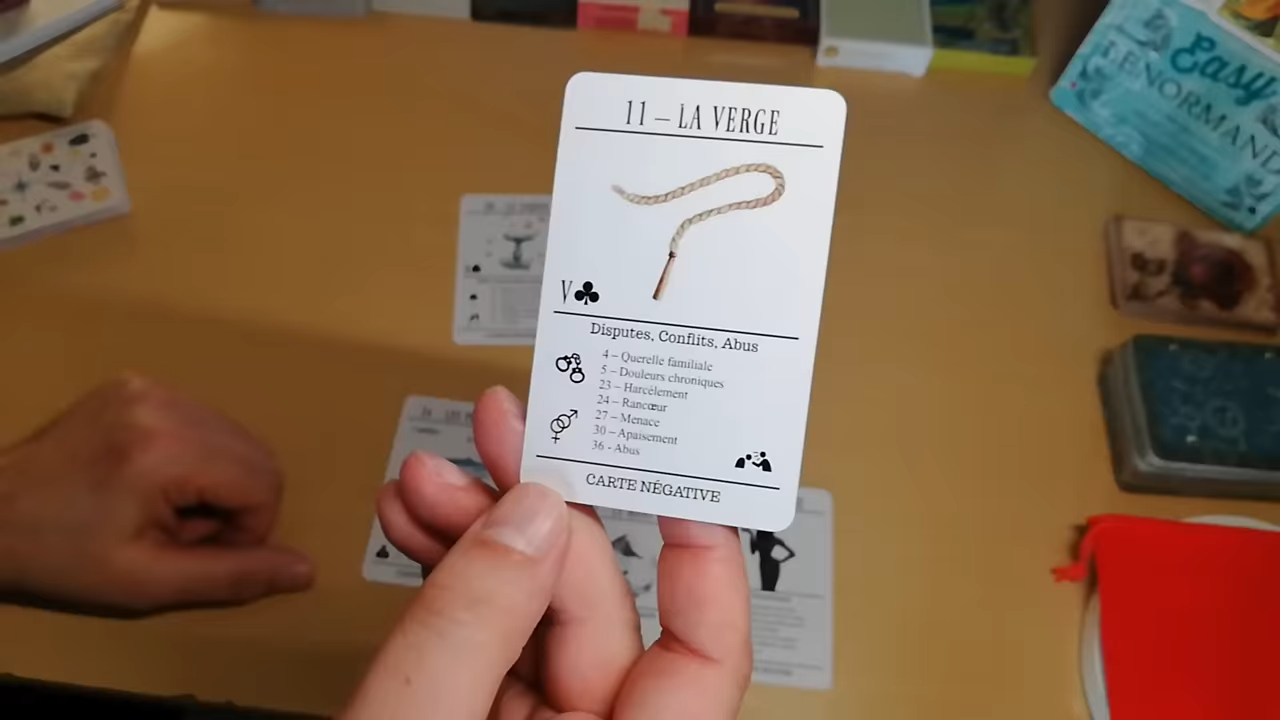 11 – LA VERGE
V♣
Disputes, Conflits, Abus
4 – Querelle familiale
5 – Douleurs chroniques
23 – Harcèlement
24 – Rancœur
27 – Menace
30 – Apaisement
36 - Abus
CARTE NÉGATIVE
Easy
LENORMAND